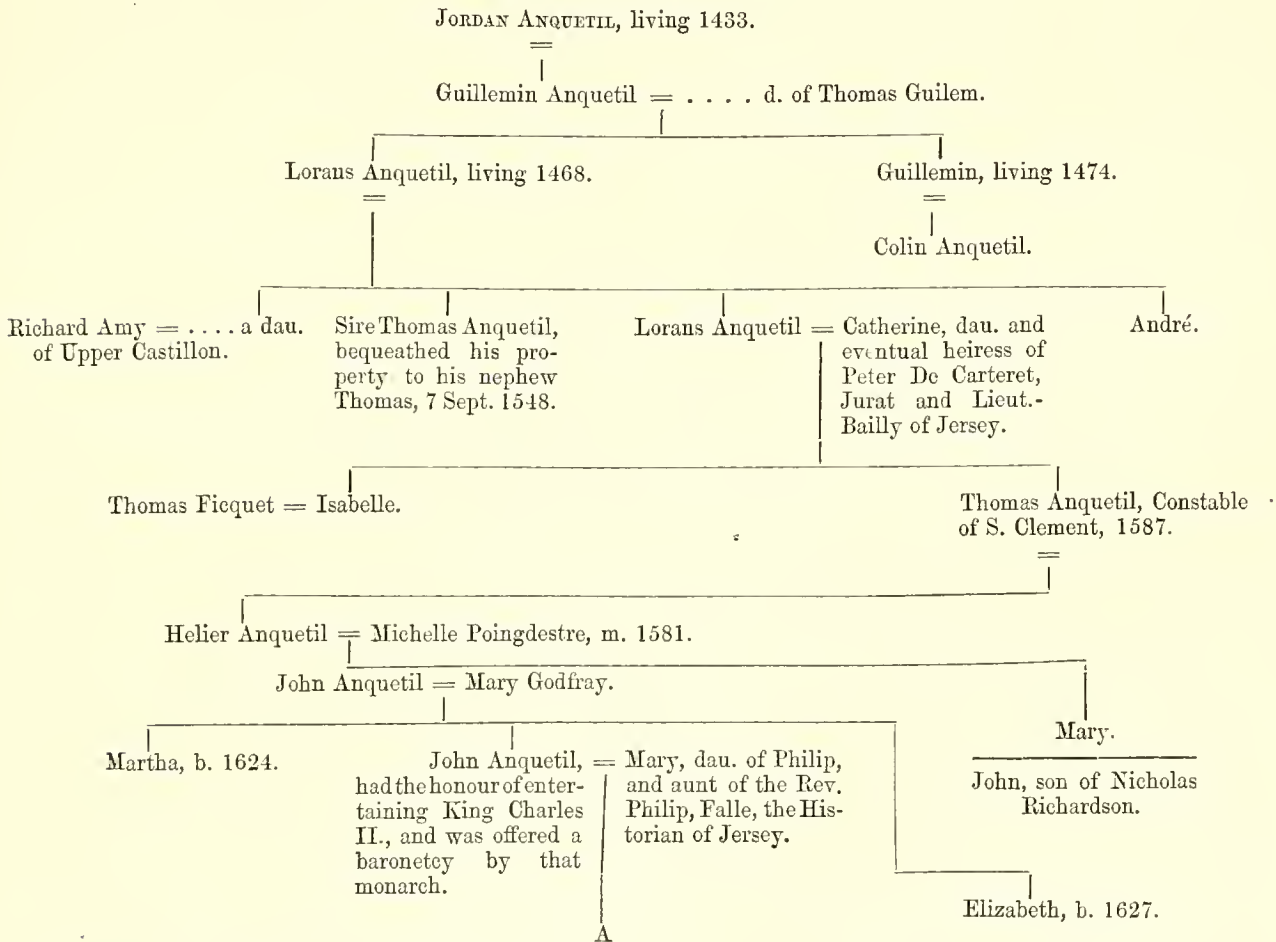 JORDAN ANQUETIL, living 1433.
=
Guillemin Anquetil = . . . . d. of Thomas Guilem.
Lorans Anquetil, living 1468.
Guillemin, living 1474.
=
=
Colin Anquetil.
Richard Amy = . . . . a dau.
of Upper Castillon.
Sire Thomas Anquetil,
bequeathed his pro-
perty to his nephew
Thomas, 7 Sept. 1548.
Lorans Anquetil =
Catherine, dau. and
eventual heiress of
Peter De Carteret,
Jurat and Lieut.-
Bailly of Jersey.
André.
Thomas Ficquet = Isabelle.
Thomas Anquetil, Constable
of S. Clement, 1587.
=
Helier Anquetil = Michelle Poingdestre, m. 1581.
John Anquetil = Mary Godfray.
Mary.
John, son of Nicholas
Richardson.
Martha, b. 1624.
John Anquetil, =
had the honour of enter-
taining King Charles
II., and was offered a
baronetcy by that
monarch.
Mary, dau. of Philip,
and aunt of the Rev.
Philip, Falle, the His-
torian of Jersey.
Elizabeth, b. 1627.
A